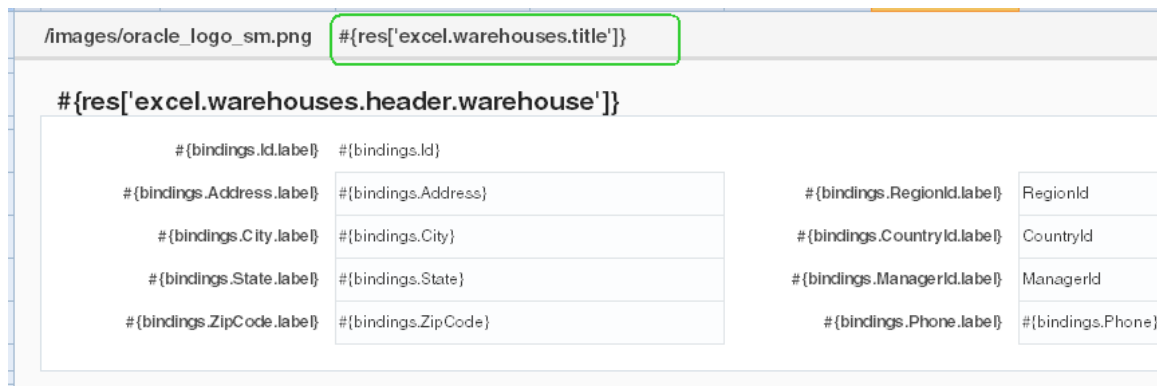 /images/oracle_logo_sm.png #{res['excel.warehouses.title']}
#{res['excel.warehouses.header.warehouse']}
#{bindings.Id.label} #{bindings.Id}
#{bindings.Address.label} #{bindings.Address} #{bindings.RegionId.label} RegionId
#{bindings.City.label} #{bindings.City} #{bindings.CountryId.label} CountryId
#{bindings.State.label} #{bindings.State} #{bindings.ManagerId.label} ManagerId
#{bindings.ZipCode.label} #{bindings.ZipCode} #{bindings.Phone.label} #{bindings.Phone}